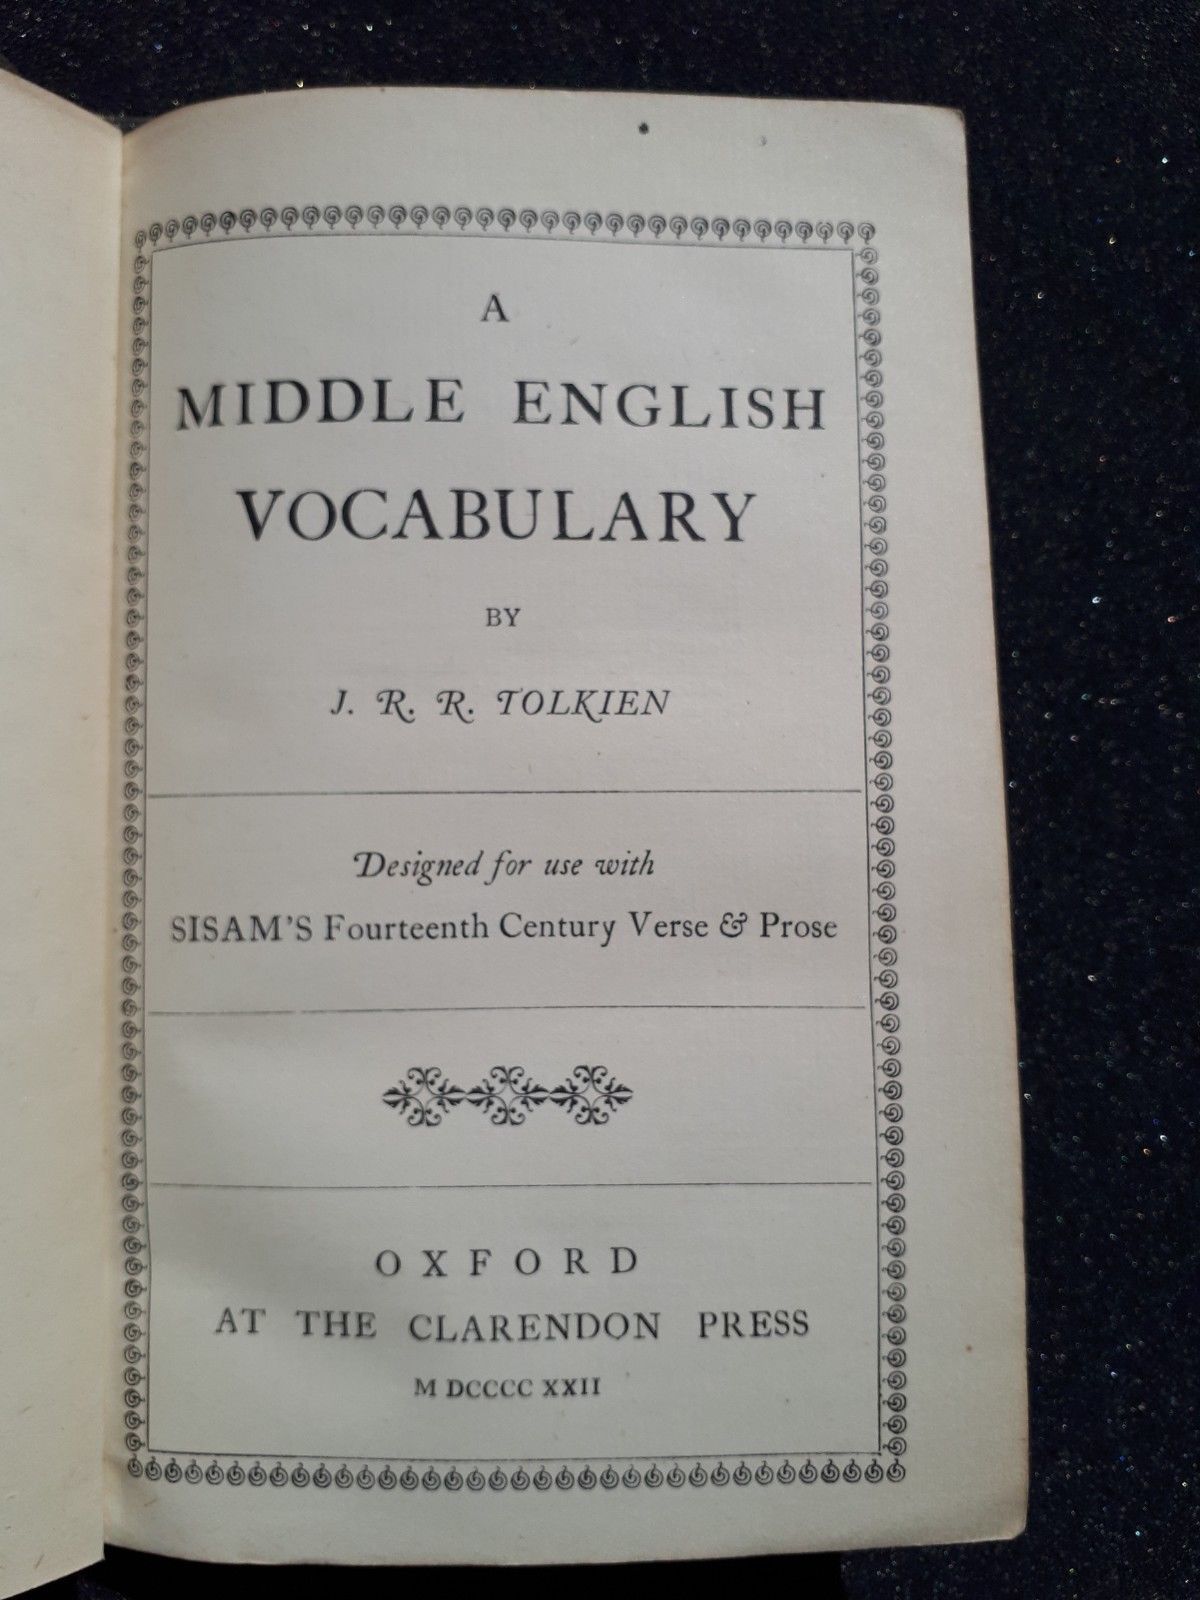 A
MIDDLE ENGLISH
VOCABULARY
BY
J. R. R. TOLKIEN
Designed for use with
SISAM'S Fourteenth Century Verse & Prose
OXFORD
AT THE CLARENDON PRESS
M DCCCC XXII